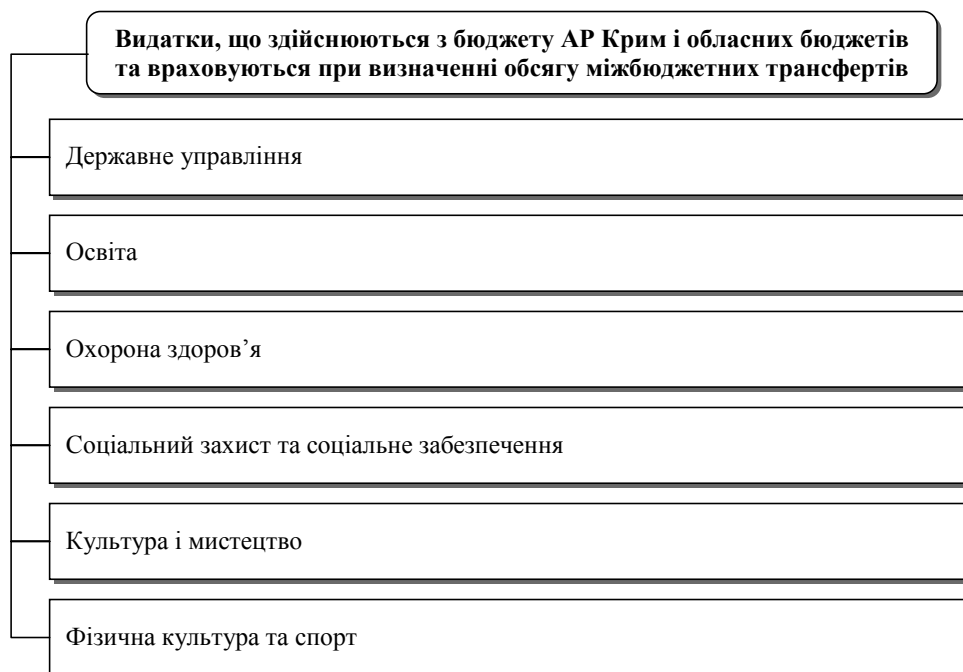 Видатки, що здійснюються з бюджету АР Крим і обласних бюджетів
та враховуються при визначенні обсягу міжбюджетних трансфертів
Державне управління
Освіта
Охорона здоров’я
Соціальний захист та соціальне забезпечення
Культура і мистецтво
Фізична культура та спорт